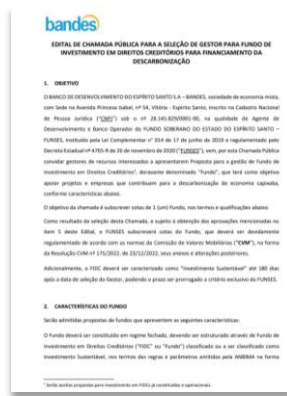 bandes
EDITAL DE CHAMADA PÚBLICA PARA A SELEÇÃO DE GESTOR PARA FUNDO DE
INVESTIMENTO EM DIREITOS CREDITÓRIOS PARA FINANCIAMENTO DA
DESCARBONIZAÇÃO
1. OBJETIVO
O BANCO DE DESENVOLVIMENTO DO ESPÍRITO SANTO S.A – BANDES, sociedade de economia mista,
com Sede na Avenida Princesa Isabel, nº 54, Vitória - Espírito Santo, inscrito no Cadastro Nacional
de Pessoa Jurídica ("CNPJ") sob o nº 28.145.829/0001-00, na qualidade de Agente de
Desenvolvimento e Banco Operador do FUNDO SOBERANO DO ESTADO DO ESPÍRITO SANTO –
FUNSES, instituído pela Lei Complementar nº 914 de 17 de junho de 2019 e regulamentado pelo
Decreto Estadual nº 4765-R de 26 de novembro de 2020 ("FUNSES"), vem, por esta Chamada Pública
convidar gestores de recursos interessados a apresentarem Proposta para a gestão de Fundo de
Investimento em Direitos Creditórios¹, doravante denominado "Fundo", que terá como objetivo
apoiar projetos e empresas que contribuam para a descarbonização da economia capixaba,
conforme características abaixo.
O objetivo da chamada é subscrever cotas de 1 (um) Fundo, nos termos e qualificações abaixo.
Como resultado da seleção desta Chamada, e sujeito à obtenção das aprovações mencionadas no
item 5 deste Edital, o FUNSES subscreverá cotas do Fundo, que deverá ser devidamente
regulamentado de acordo com as normas da Comissão de Valores Mobiliários ("CVM"), na forma
da Resolução CVM nº 175/2022, de 23/12/2022, seus anexos e alterações posteriores.
Adicionalmente, o FIDC deverá ser caracterizado como "Investimento Sustentável" até 180 dias
após a data de seleção do Gestor, podendo o prazo ser prorrogado a critério exclusivo do FUNSES.
2. CARACTERÍSTICAS DO FUNDO
Serão admitidas propostas de fundos que apresentem as seguintes características:
O Fundo deverá ser constituído em regime fechado, devendo ser estruturado através de Fundo de
Investimento em Direitos Creditórios ("FIDC" ou "Fundo") classificado ou a ser classificado como
Investimento Sustentável, nos termos das regras e parâmetros emitidos pela ANBIMA na forma
¹ Serão aceitas propostas para investimento em FIDCs já constituídos e operacionais.